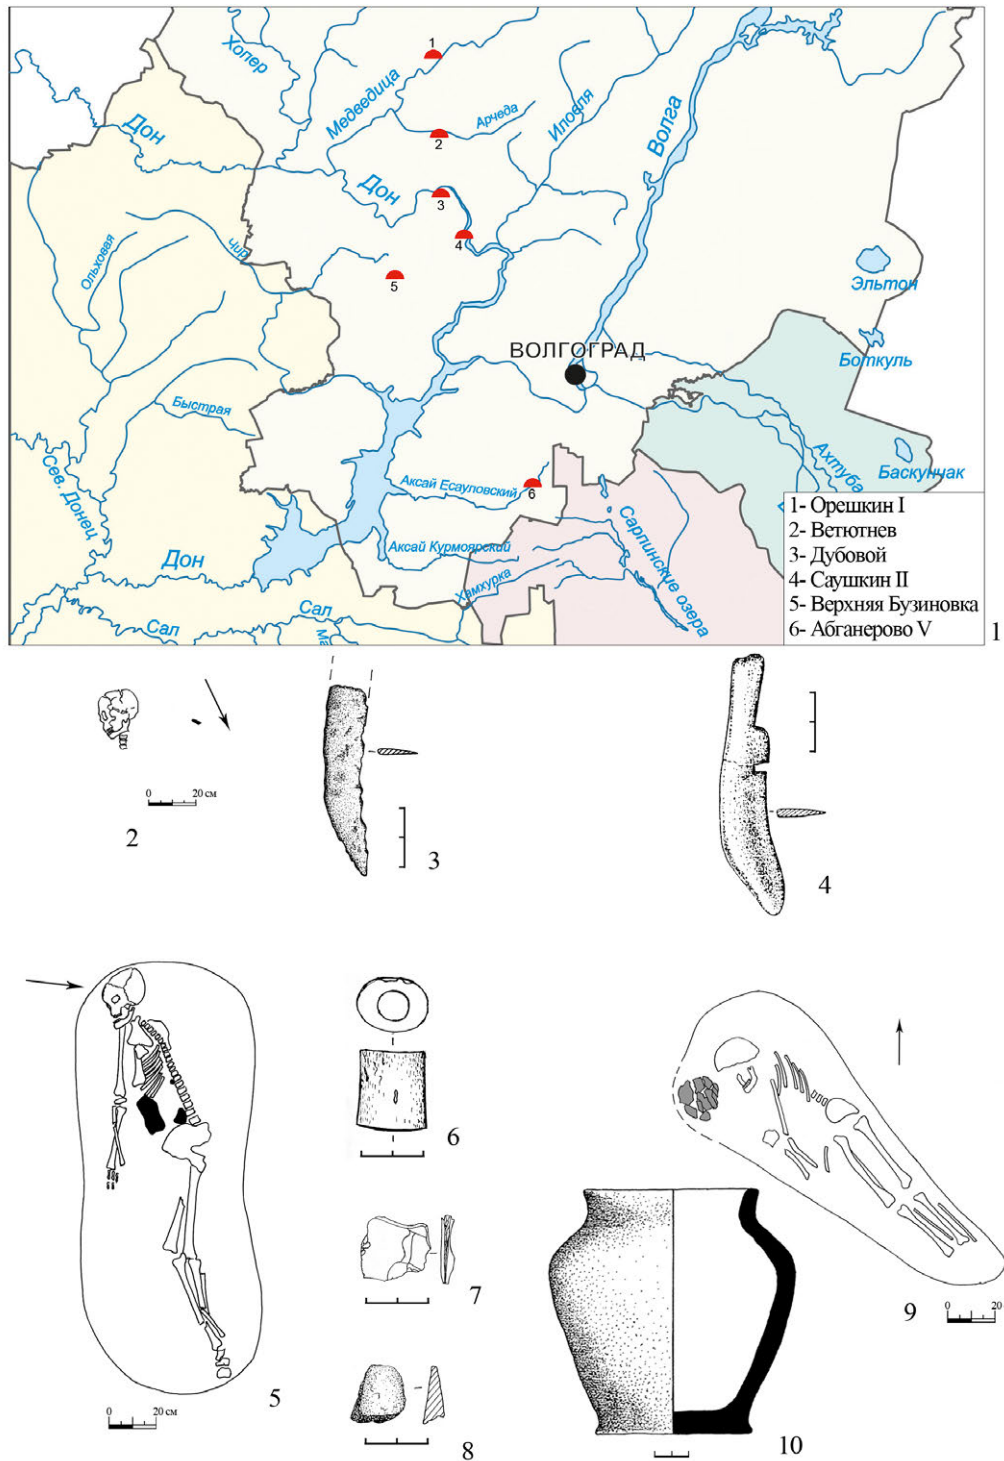 1
Хопер
Медведица
Дон
Арчеда
2
Иловля
Волга
Дон
3
4
Ольховая
Чир
5
Эльтон
ВОЛГОГРАД
Боткуль
Быстрая
Сев. Донец
Аксай Есауловский
6
Ахтуба
Баскунчак
Дон
Аксай Курмоярский
Сарпинские озера
Хамхурка
Сал
Сал
1- Орешкин I
2- Ветютнев
3- Дубовой
4- Саушкин II
5- Верхняя Бузиновка
6- Абганерово V
1
0 20 см
2
3
4
5
0 20 см
6
7
8
9
0 20
10